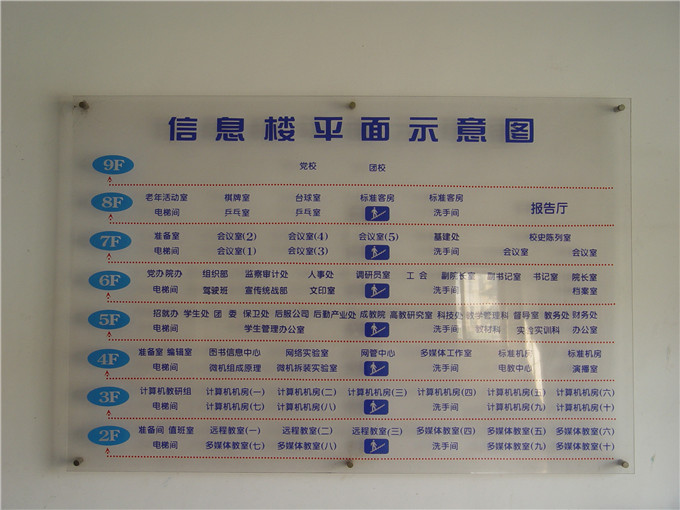 信息楼平面示意图
9F 党校 团校
8F 老年活动室 棋牌室 台球室 标准客房 标准客房 报告厅
电梯间 乒乓室 乒乓室 洗手间
7F 准备室 会议室(2) 会议室(4) 会议室(5) 基建处 校史陈列室
电梯间 会议室(1) 会议室(3) 洗手间 会议室 会议室
6F 党办 院办 组织部 监察审计处 人事处 调研员室 工 会 副院长室 副书记室 书记室 院长室
电梯间 驾驶班 宣传统战部 文印室 洗手间 档案室
5F 招就办 学生处 团 委 保卫处 后服公司 后勤产业处 成教院 高教研究室 科技处 教学管理科 督导室 教务处 财务处
电梯间 学生管理办公室 洗手间 教材科 实验实训科 办公室
4F 准备室 编辑室 图书信息中心 网络实验室 网管中心 多媒体工作室 标准机房 标准机房
电梯间 微机组成原理 微机拆装实验室 洗手间 电教中心 演播室
3F 计算机教研组 计算机机房(一) 计算机机房(二) 计算机机房(三) 计算机机房(四) 计算机机房(五) 计算机机房(六)
电梯间 计算机机房(七) 计算机机房(八) 洗手间 计算机机房(九) 计算机机房(十)
2F 准备间 值班室 远程教室(一) 远程教室(二) 远程教室(三) 多媒体教室(四) 多媒体教室(五) 多媒体教室(六)
电梯间 多媒体教室(七) 多媒体教室(八) 洗手间 多媒体教室(九) 多媒体教室(十)